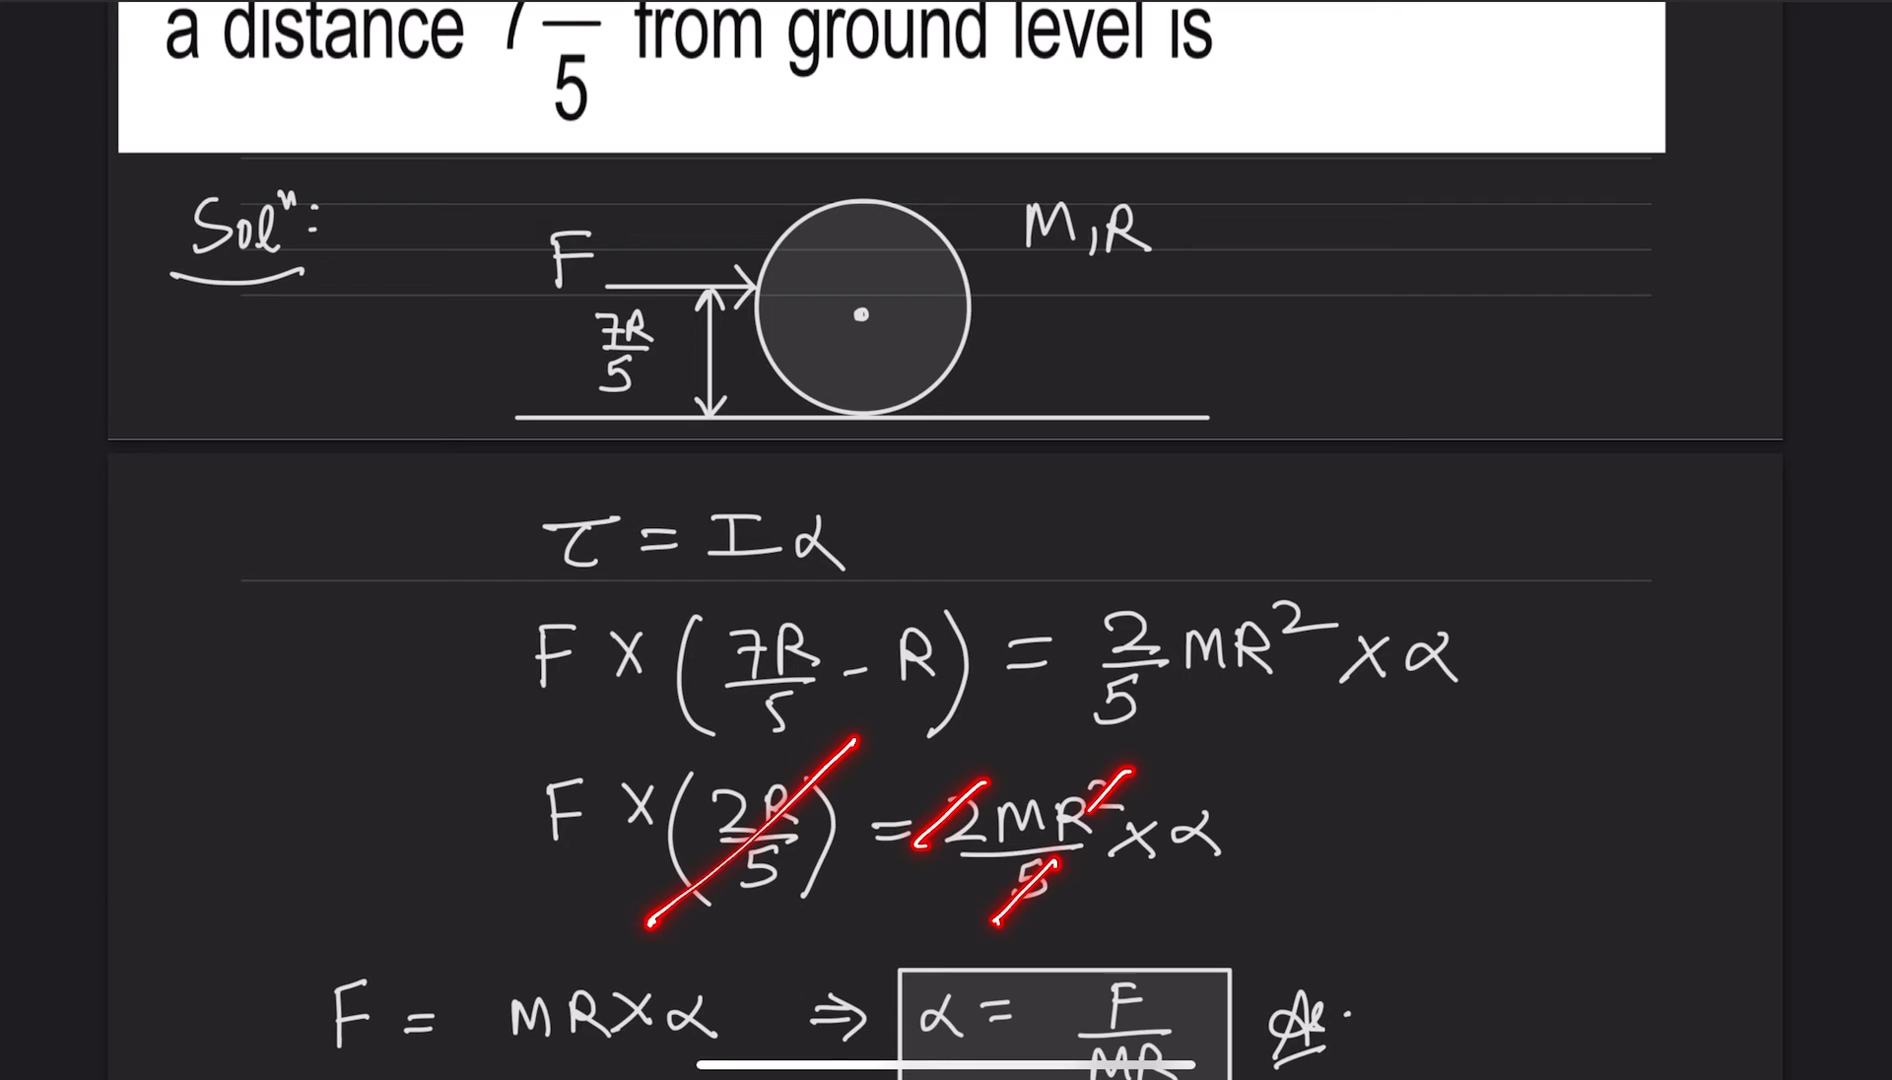 a distance 7 — 5 from ground level is
Solⁿ:
F
M,R
7R/5
τ = Iα
F × (7R/5 - R) = 2/5 MR² × α
F × (2R/5) = 2MR²/5 × α
F = MR × α ⇒ α = F/MR